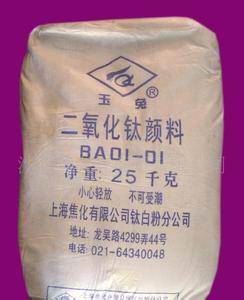 玉兔
二氧化钛颜料
BA01-01
净重: 25 千克
小心轻放 不可受潮
上海焦化有限公司钛白粉分公司
地址: 龙吴路4299弄44号
电话: 021-64340048